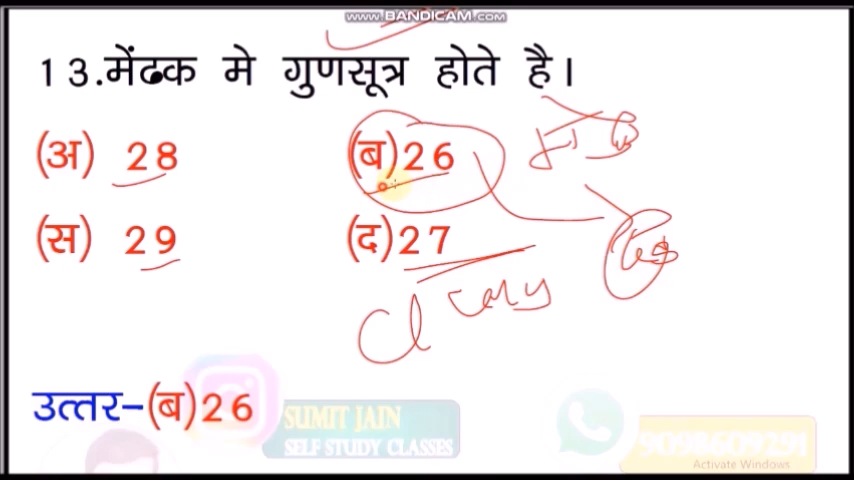 WWW.BANDICAM.COM
13.मेंढक मे गुणसूत्र होते है।
(अ) 28 (ब) 26
(स) 29 (द) 27
उत्तर-(ब)26
SUMIT JAIN
SELF STUDY CLASSES
9098609291
Activate Windows